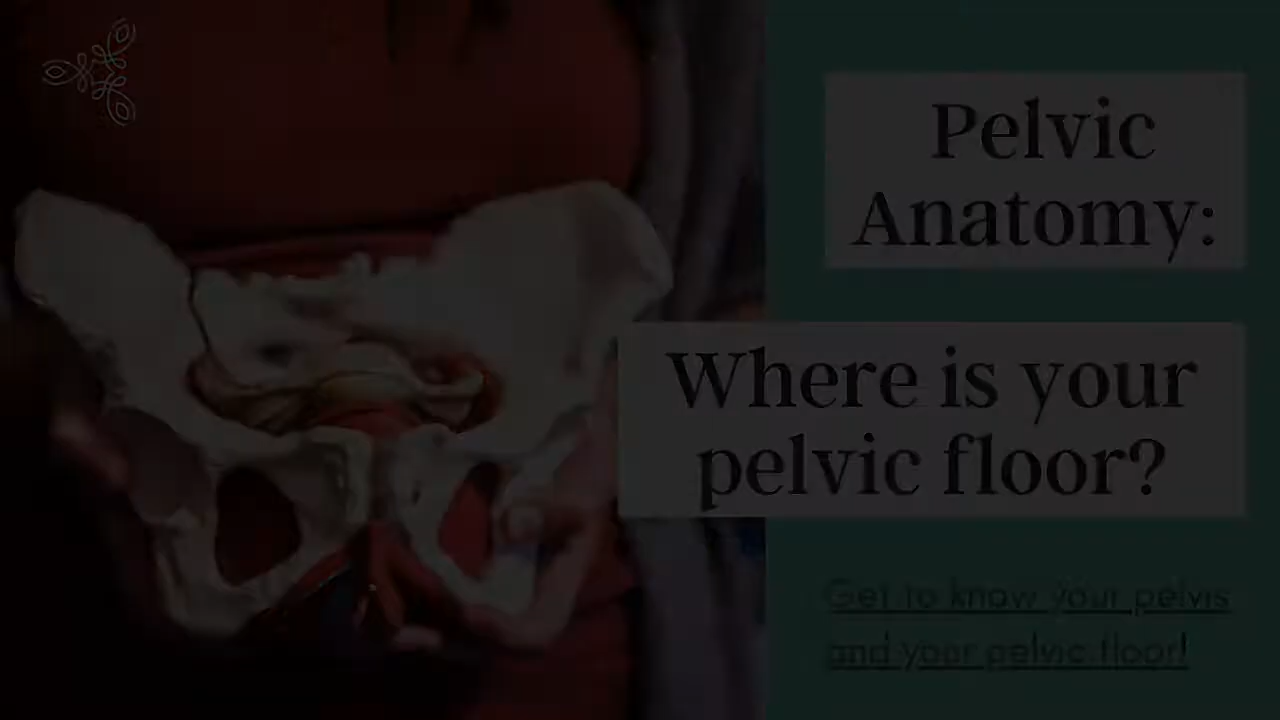 Pelvic
Anatomy:
Where is your
pelvic floor?
Get to know your pelvis
and your pelvic floor!